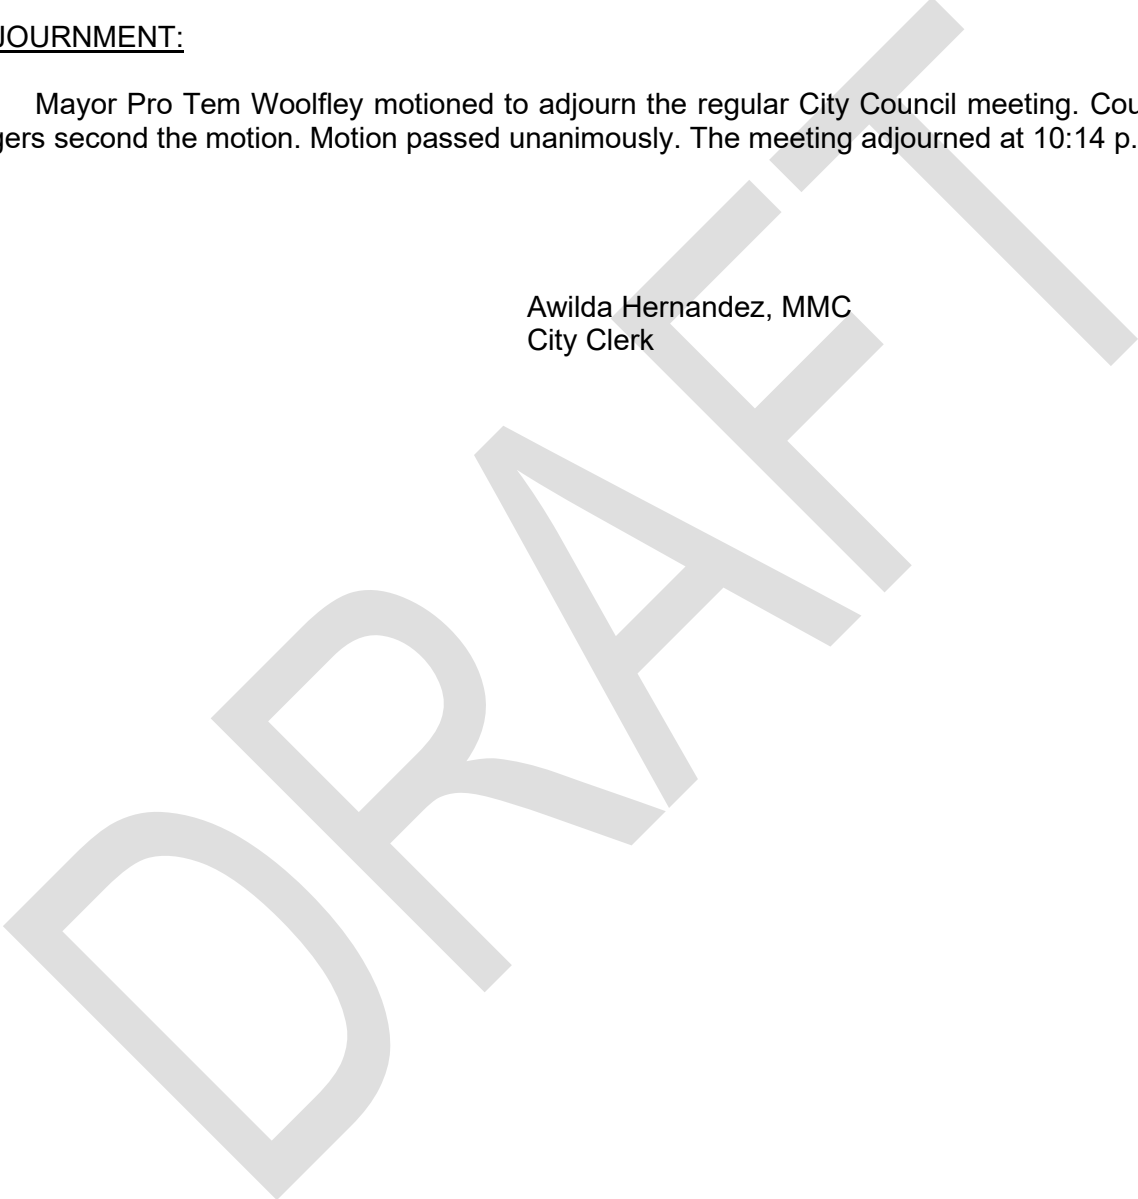 JOURNMENT:
Mayor Pro Tem Woolfley motioned to adjourn the regular City Council meeting. Cou
gers second the motion. Motion passed unanimously. The meeting adjourned at 10:14 p.
Awilda Hernandez, MMC
City Clerk
DRAFT